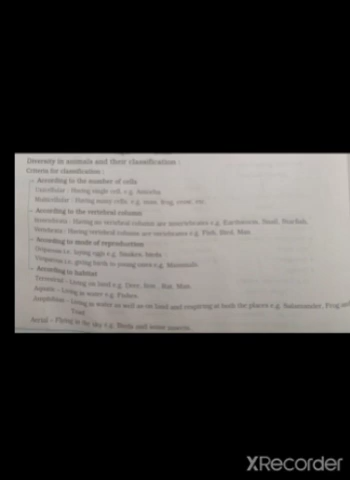 Diversity in animals and their classification :
Criteria for classification :
According to the number of cells
Unicellular : Having single cell, e.g. Amoeba
Multicellular : Having many cells, e.g. man, frog, crow, etc.
According to the vertebral column
Invertebrate : Having no vertebral column are invertebrates e.g. Earthworm, Snail, Starfish.
Vertebrate : Having vertebral column are vertebrates e.g. Fish, Bird, Man
According to mode of reproduction
Oviparous i.e. laying eggs e.g. Snakes, birds
Viviparous i.e. giving birth to young ones e.g. Mammals
According to habitat
Terrestrial - Living on land e.g. Deer, Rat, Man.
Aquatic - Living in water e.g. Fishes
Amphibian - Living in water as well as on land and respiring at both the places e.g. Salamander, Frog and
Toad
Aerial - Flying in the sky e.g. Birds and some insects.
XRecorder